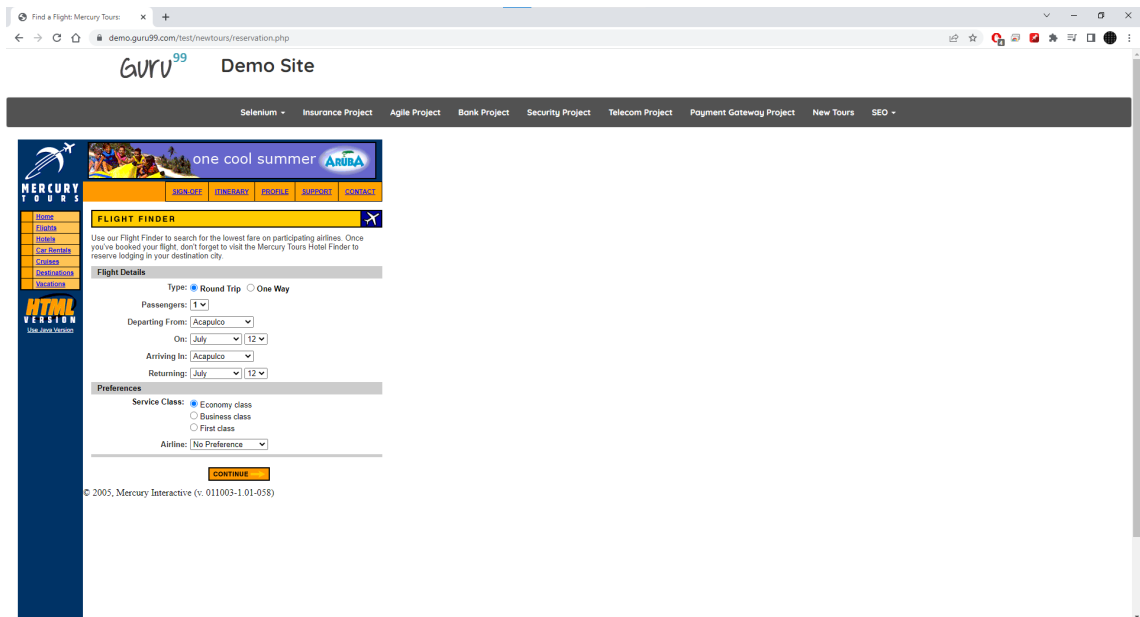 Find a Flight: Mercury Tours:
demo.guru99.com/test/newtours/reservation.php
4
Guru99 Demo Site
Selenium Insurance Project Agile Project Bank Project Security Project Telecom Project Payment Gateway Project New Tours SEO
MERCURY
TOURS
one cool summer ARUBA
SIGN-OFF ITINERARY PROFILE SUPPORT CONTACT
Home
Flights
Hotels
Car Rentals
Cruises
Destinations
Vacations
HTML
VERSION
Use Java Version
FLIGHT FINDER
Use our Flight Finder to search for the lowest fare on participating airlines. Once
you've booked your flight, don't forget to visit the Mercury Tours Hotel Finder to
reserve lodging in your destination city.
Flight Details
Type: Round Trip One Way
Passengers: 1
Departing From: Acapulco
On: July 12
Arriving In: Acapulco
Returning: July 12
Preferences
Service Class: Economy class
Business class
First class
Airline: No Preference
CONTINUE
© 2005, Mercury Interactive (v. 011003-1.01-058)